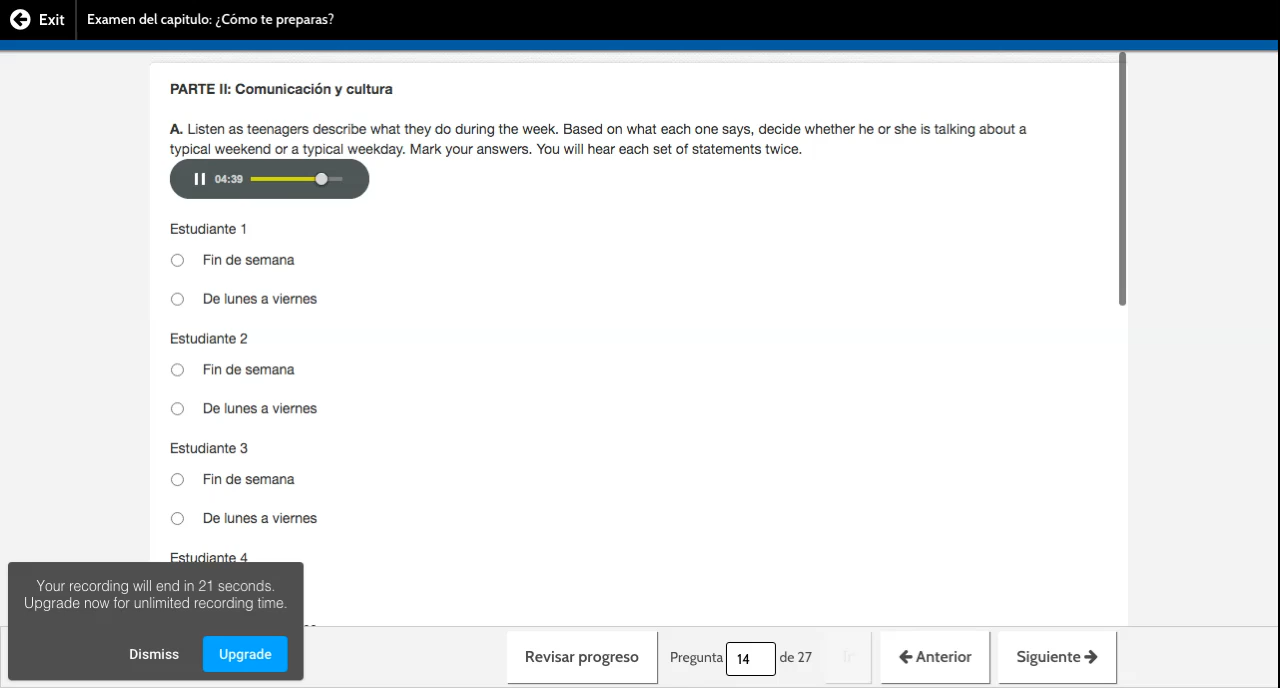 Exit
Examen del capitulo: ¿Cómo te preparas?
PARTE II: Comunicación y cultura
A. Listen as teenagers describe what they do during the week. Based on what each one says, decide whether he or she is talking about a
typical weekend or a typical weekday. Mark your answers. You will hear each set of statements twice.
04:39
Estudiante 1
Fin de semana
De lunes a viernes
Estudiante 2
Fin de semana
De lunes a viernes
Estudiante 3
Fin de semana
De lunes a viernes
Estudiante 4
Your recording will end in 21 seconds.
Upgrade now for unlimited recording time.
Dismiss
Upgrade
Revisar progreso
Pregunta 14 de 27
Ir
Anterior
Siguiente